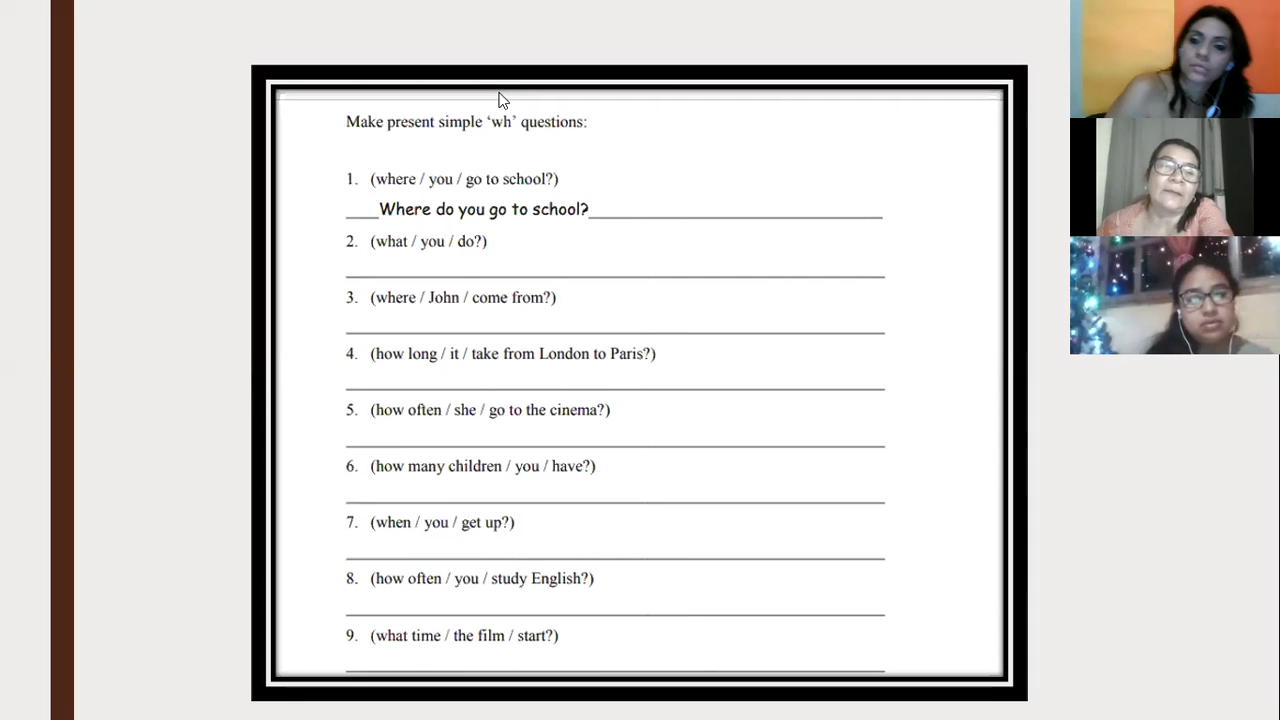 Make present simple ‘wh’ questions:
1. (where / you / go to school?)
____Where do you go to school?____
2. (what / you / do?)
3. (where / John / come from?)
4. (how long / it / take from London to Paris?)
5. (how often / she / go to the cinema?)
6. (how many children / you / have?)
7. (when / you / get up?)
8. (how often / you / study English?)
9. (what time / the film / start?)